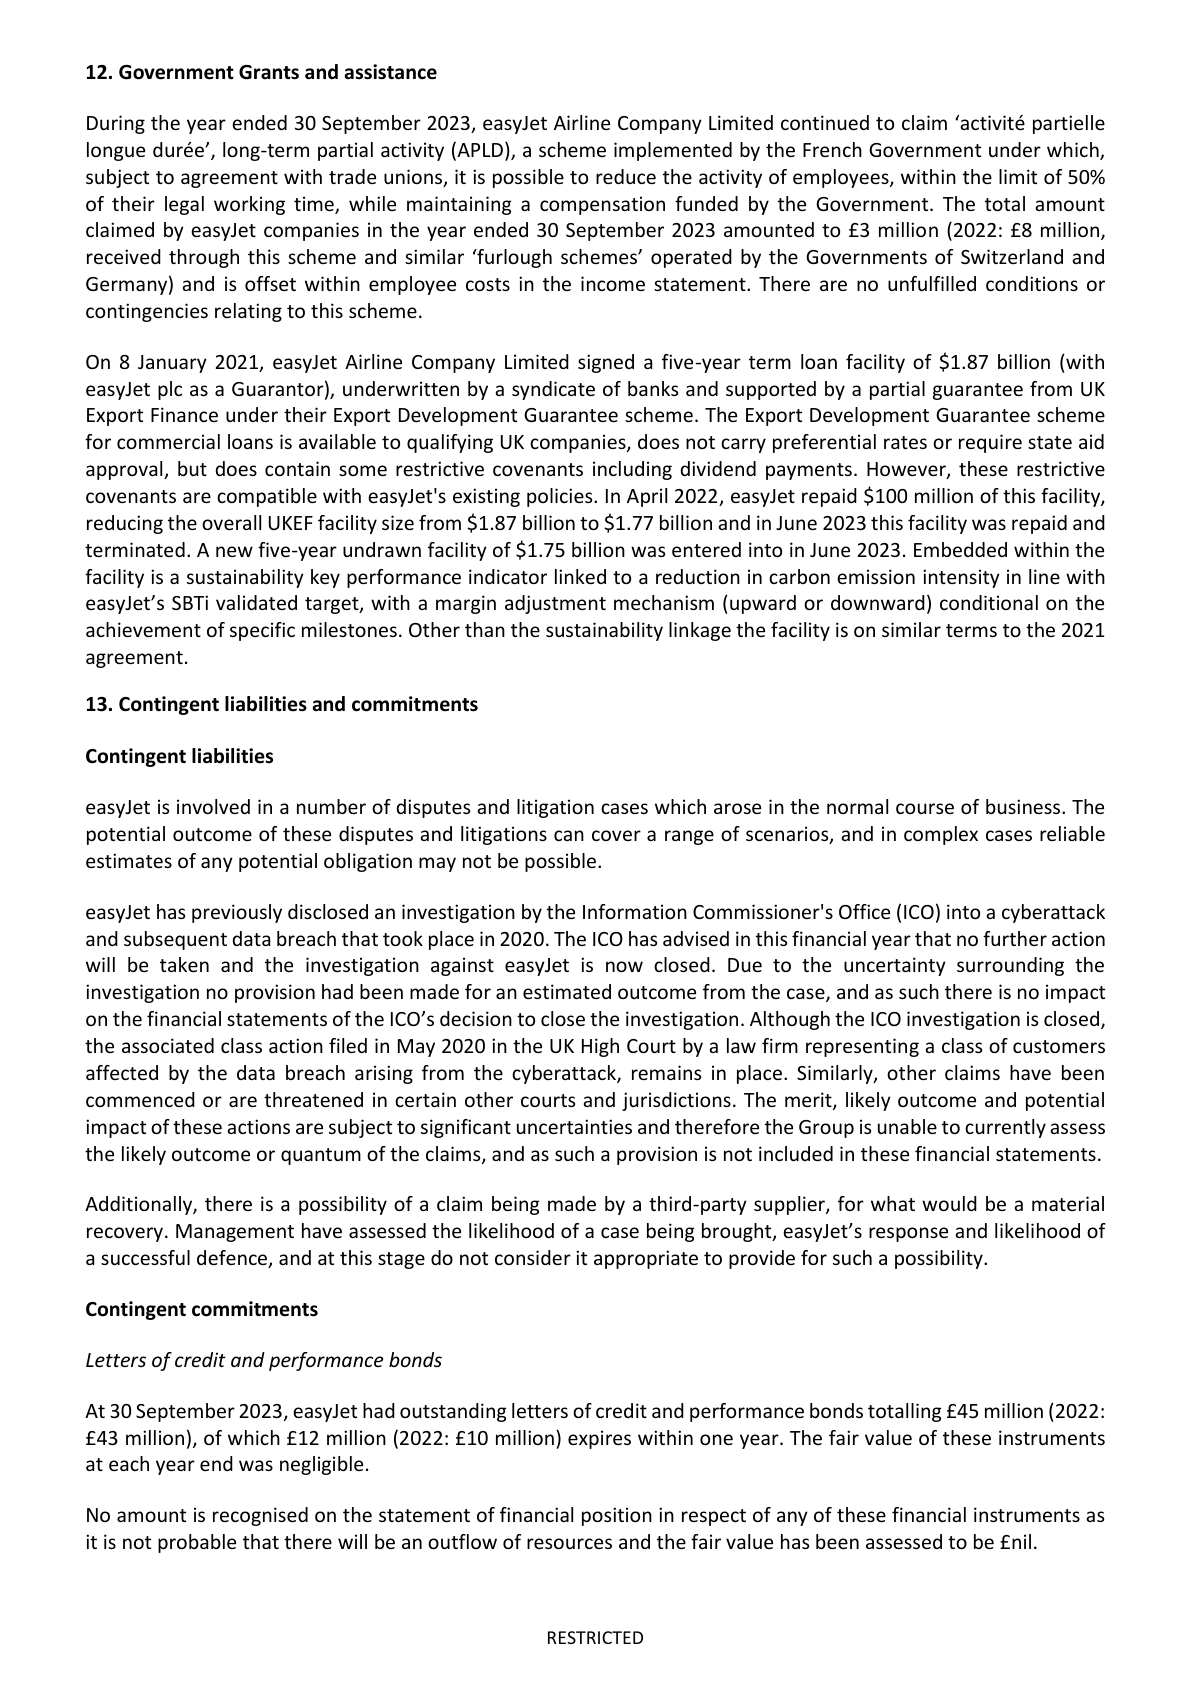 12. Government Grants and assistance
During the year ended 30 September 2023, easyJet Airline Company Limited continued to claim ‘activité partielle
longue durée’, long-term partial activity (APLD), a scheme implemented by the French Government under which,
subject to agreement with trade unions, it is possible to reduce the activity of employees, within the limit of 50%
of their legal working time, while maintaining a compensation funded by the Government. The total amount
claimed by easyJet companies in the year ended 30 September 2023 amounted to £3 million (2022: £8 million,
received through this scheme and similar ‘furlough schemes’ operated by the Governments of Switzerland and
Germany) and is offset within employee costs in the income statement. There are no unfulfilled conditions or
contingencies relating to this scheme.
On 8 January 2021, easyJet Airline Company Limited signed a five-year term loan facility of $1.87 billion (with
easyJet plc as a Guarantor), underwritten by a syndicate of banks and supported by a partial guarantee from UK
Export Finance under their Export Development Guarantee scheme. The Export Development Guarantee scheme
for commercial loans is available to qualifying UK companies, does not carry preferential rates or require state aid
approval, but does contain some restrictive covenants including dividend payments. However, these restrictive
covenants are compatible with easyJet's existing policies. In April 2022, easyJet repaid $100 million of this facility,
reducing the overall UKEF facility size from $1.87 billion to $1.77 billion and in June 2023 this facility was repaid and
terminated. A new five-year undrawn facility of $1.75 billion was entered into in June 2023. Embedded within the
facility is a sustainability key performance indicator linked to a reduction in carbon emission intensity in line with
easyJet’s SBTi validated target, with a margin adjustment mechanism (upward or downward) conditional on the
achievement of specific milestones. Other than the sustainability linkage the facility is on similar terms to the 2021
agreement.
13. Contingent liabilities and commitments
Contingent liabilities
easyJet is involved in a number of disputes and litigation cases which arose in the normal course of business. The
potential outcome of these disputes and litigations can cover a range of scenarios, and in complex cases reliable
estimates of any potential obligation may not be possible.
easyJet has previously disclosed an investigation by the Information Commissioner's Office (ICO) into a cyberattack
and subsequent data breach that took place in 2020. The ICO has advised in this financial year that no further action
will be taken and the investigation against easyJet is now closed. Due to the uncertainty surrounding the
investigation no provision had been made for an estimated outcome from the case, and as such there is no impact
on the financial statements of the ICO’s decision to close the investigation. Although the ICO investigation is closed,
the associated class action filed in May 2020 in the UK High Court by a law firm representing a class of customers
affected by the data breach arising from the cyberattack, remains in place. Similarly, other claims have been
commenced or are threatened in certain other courts and jurisdictions. The merit, likely outcome and potential
impact of these actions are subject to significant uncertainties and therefore the Group is unable to currently assess
the likely outcome or quantum of the claims, and as such a provision is not included in these financial statements.
Additionally, there is a possibility of a claim being made by a third-party supplier, for what would be a material
recovery. Management have assessed the likelihood of a case being brought, easyJet’s response and likelihood of
a successful defence, and at this stage do not consider it appropriate to provide for such a possibility.
Contingent commitments
Letters of credit and performance bonds
At 30 September 2023, easyJet had outstanding letters of credit and performance bonds totalling £45 million (2022:
£43 million), of which £12 million (2022: £10 million) expires within one year. The fair value of these instruments
at each year end was negligible.
No amount is recognised on the statement of financial position in respect of any of these financial instruments as
it is not probable that there will be an outflow of resources and the fair value has been assessed to be £nil.
RESTRICTED